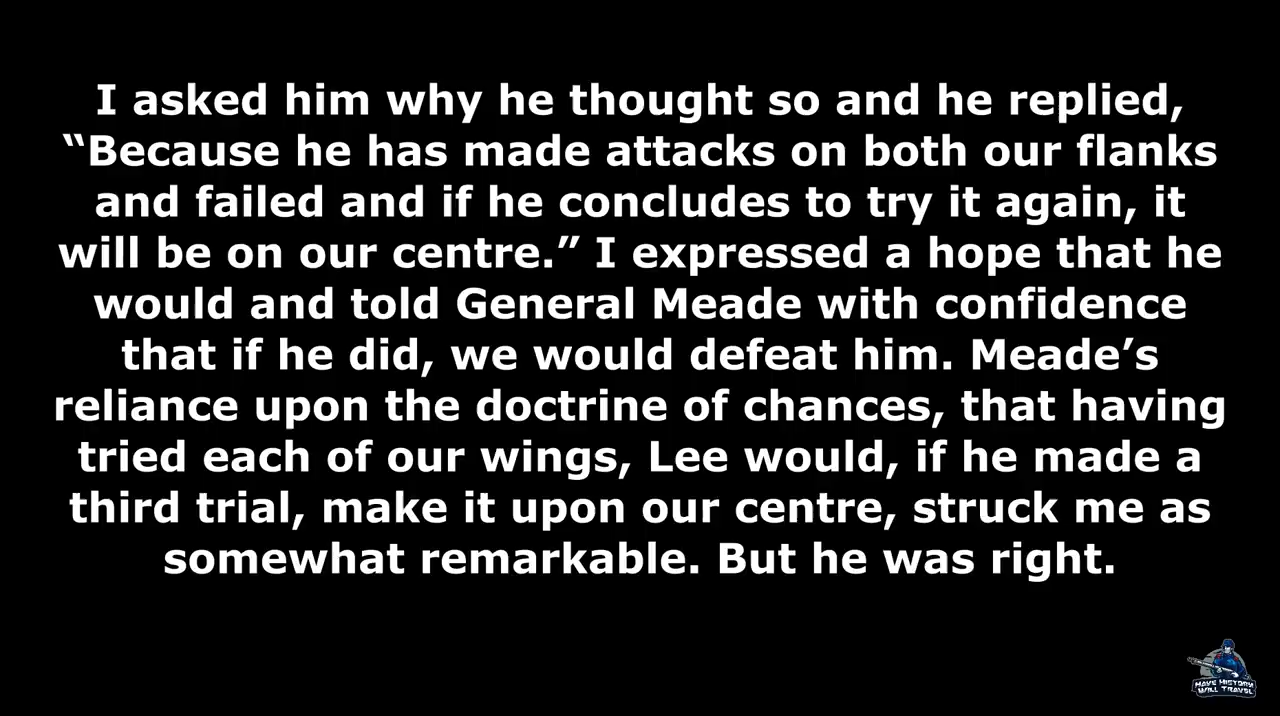 I asked him why he thought so and he replied,
“Because he has made attacks on both our flanks
and failed and if he concludes to try it again, it
will be on our centre.” I expressed a hope that he
would and told General Meade with confidence
that if he did, we would defeat him. Meade’s
reliance upon the doctrine of chances, that having
tried each of our wings, Lee would, if he made a
third trial, make it upon our centre, struck me as
somewhat remarkable. But he was right.
HAVE HISTORY
WILL TRAVEL